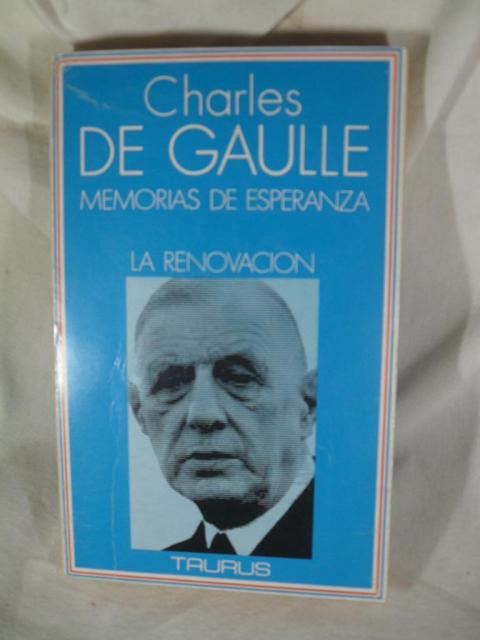 Charles
DE GAULLE
MEMORIAS DE ESPERANZA
LA RENOVACION
TAURUS